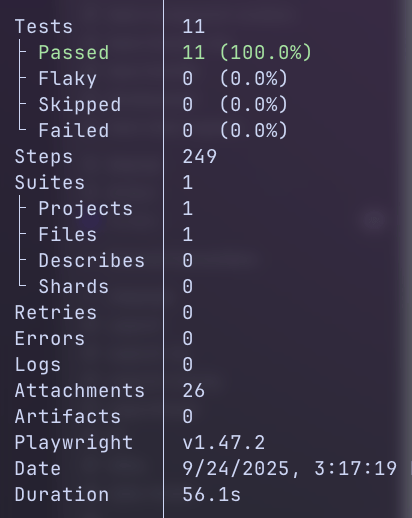 Tests 11
├ Passed 11 (100.0%)
├ Flaky 0 (0.0%)
├ Skipped 0 (0.0%)
└ Failed 0 (0.0%)
Steps 249
Suites 1
├ Projects 1
├ Files 1
├ Describes 0
└ Shards 0
Retries 0
Errors 0
Logs 0
Attachments 26
Artifacts 0
Playwright v1.47.2
Date 9/24/2025, 3:17:19
Duration 56.1s